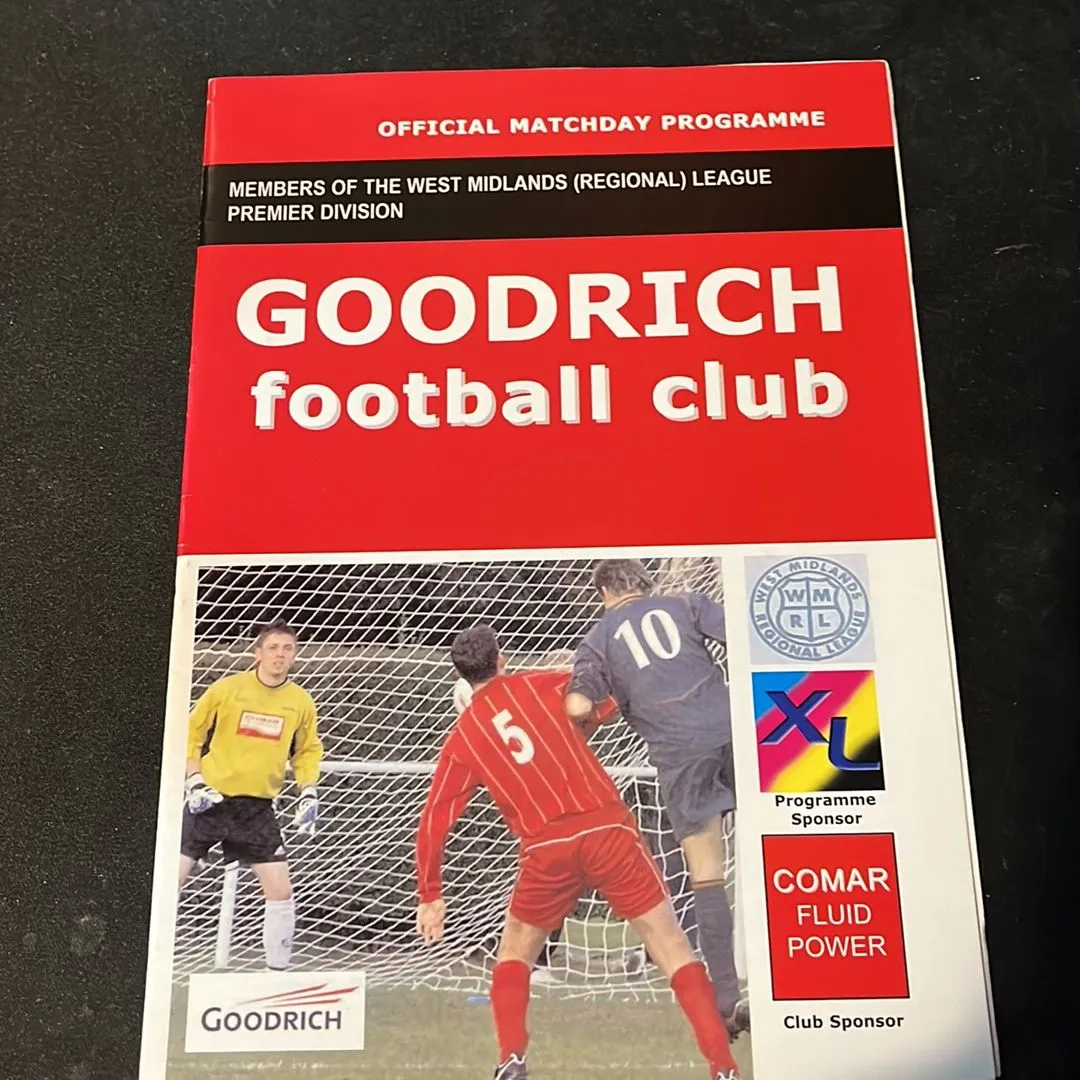 OFFICIAL MATCHDAY PROGRAMME
MEMBERS OF THE WEST MIDLANDS (REGIONAL) LEAGUE
PREMIER DIVISION
GOODRICH
football club
WEST MIDLANDS
W M
R L
REGIONAL LEAGUE
10
5
XL
Programme
Sponsor
COMAR
FLUID
POWER
Club Sponsor
GOODRICH